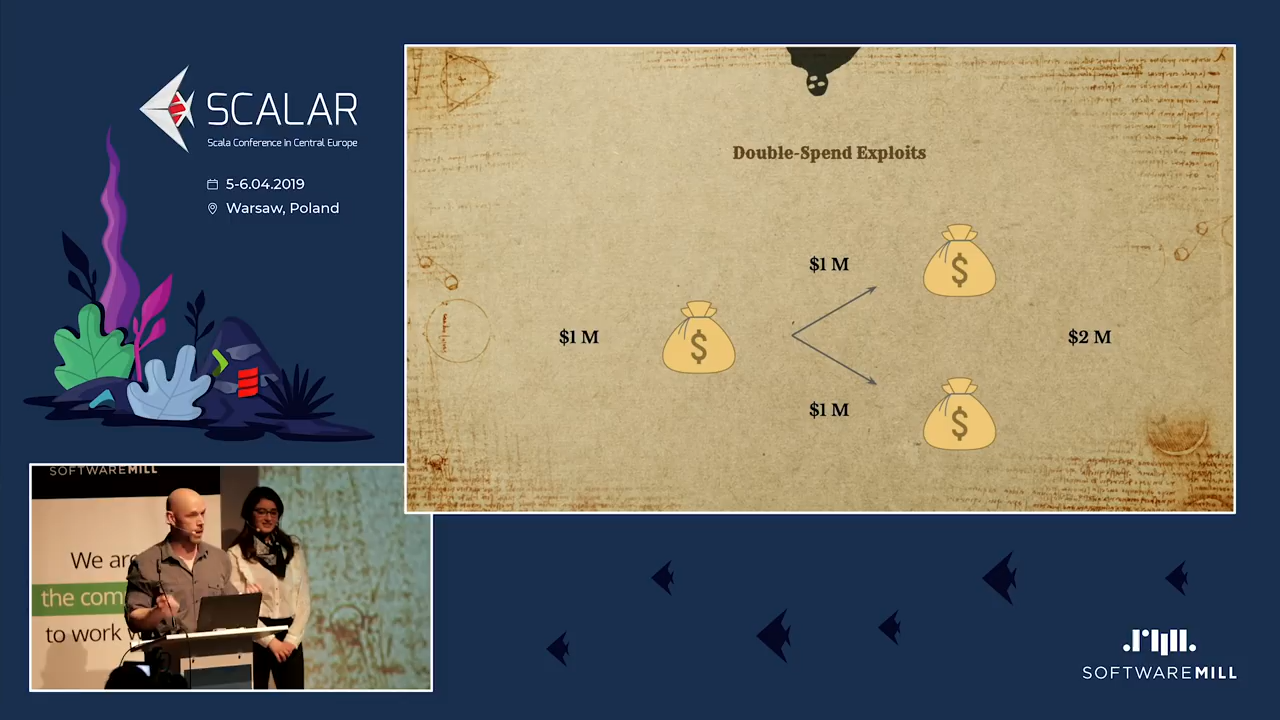 SCALAR
Scala Conference In Central Europe
5-6.04.2019
Warsaw, Poland
Double-Spend Exploits
$1 M
$
$1 M
$1 M
$
$
$2 M
SOFTWAREMILL
We are
the com
to work
SOFTWAREMILL